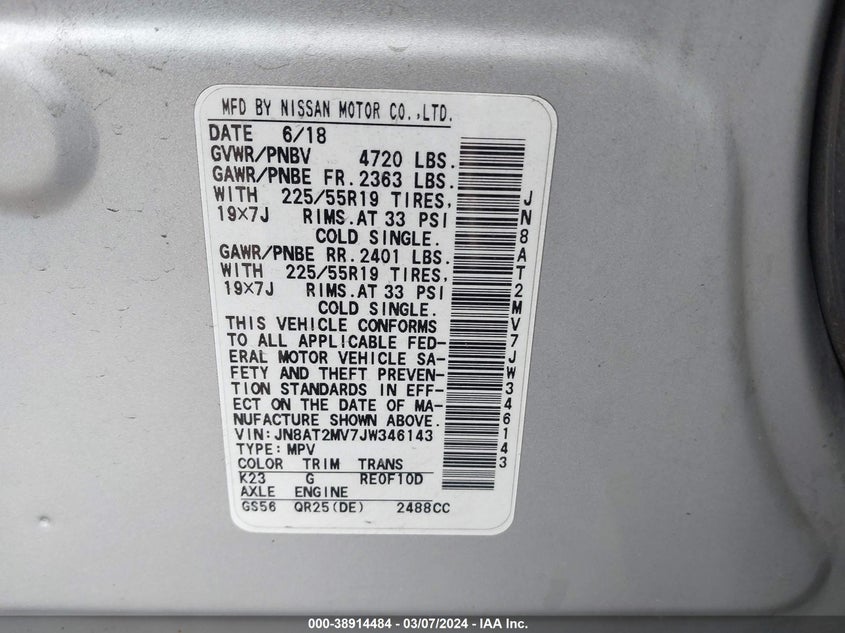 MFD BY NISSAN MOTOR CO.,LTD.
DATE 6/18
GVWR/PNBV 4720 LBS.
GAWR/PNBE FR. 2363 LBS.
WITH 225/55R19 TIRES,
19×7J RIMS.AT 33 PSI
COLD SINGLE.
GAWR/PNBE RR. 2401 LBS.
WITH 225/55R19 TIRES,
19×7J RIMS.AT 33 PSI
COLD SINGLE.
THIS VEHICLE CONFORMS
TO ALL APPLICABLE FED-
ERAL MOTOR VEHICLE SA-
FETY AND THEFT PREVEN-
TION STANDARDS IN EFF-
ECT ON THE DATE OF MA-
NUFACTURE SHOWN ABOVE.
VIN: JN8AT2MV7JW346143
TYPE: MPV
COLOR TRIM TRANS
K23 G RE0F10D
AXLE ENGINE
GS56 QR25(DE) 2488CC
JN8AT2MV7JW346143
000-38914484 - 03/07/2024 - IAA Inc.